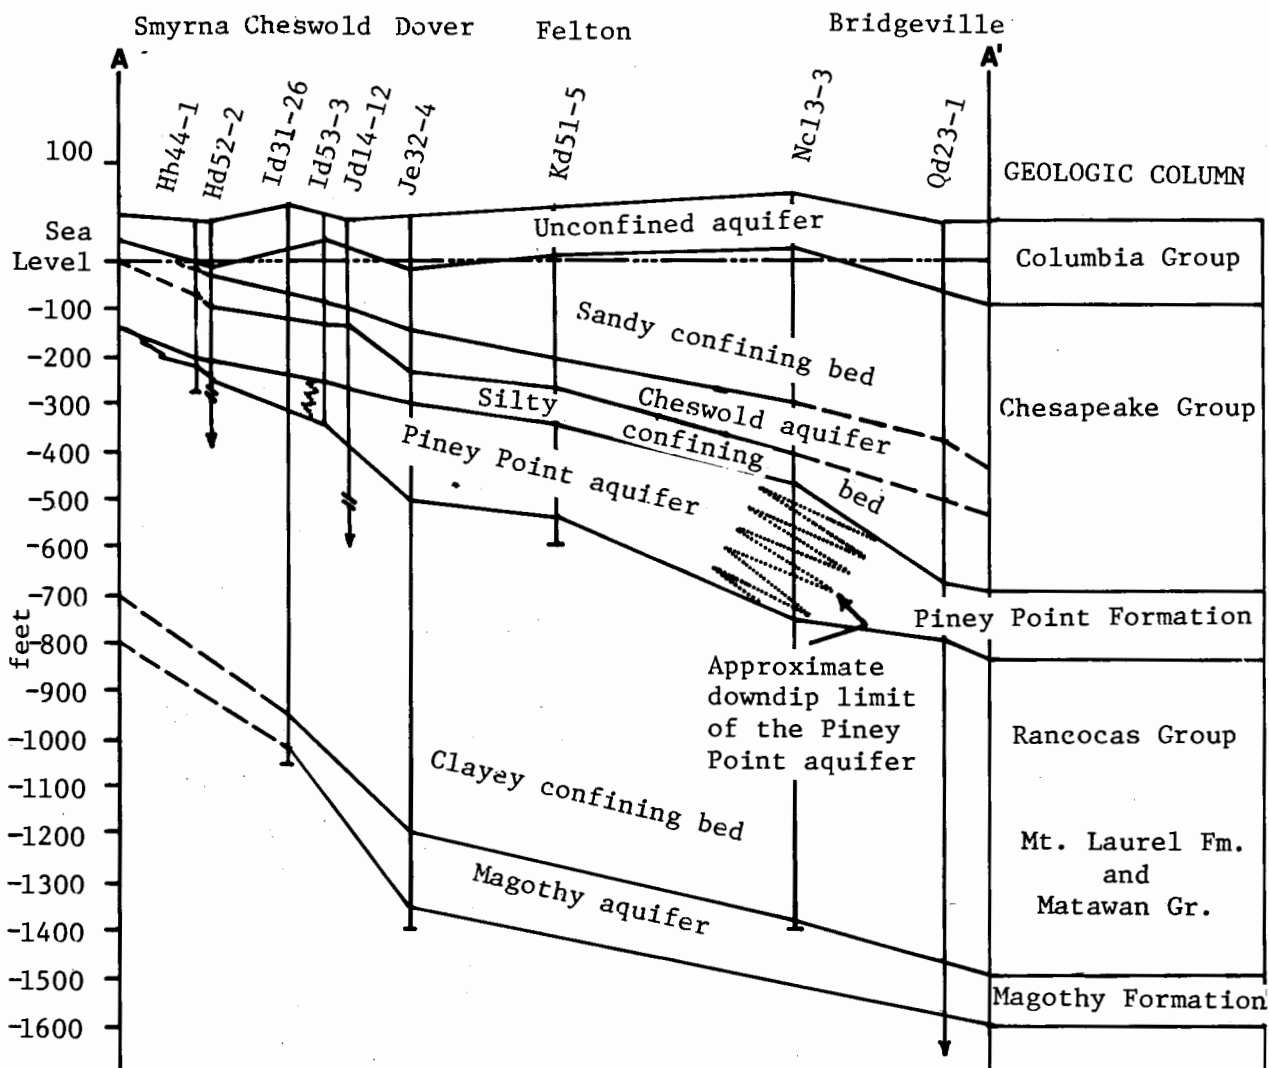 Smyrna Cheswold Dover Felton Bridgeville
A
A'
Hb44-1
Hd52-2
Id31-26
Id53-3
Jd14-12
Je32-4
Kd51-5
Nc13-3
Qd23-1
100
Sea
Level
-100
-200
-300
-400
-500
-600
-700
-800
-900
-1000
-1100
-1200
-1300
-1400
-1500
-1600
feet
Unconfined aquifer
Sandy confining bed
Cheswold aquifer
Silty
confining
bed
Piney Point aquifer
Approximate
downdip limit
of the Piney
Point aquifer
Clayey confining bed
Magothy aquifer
GEOLOGIC COLUMN
Columbia Group
Chesapeake Group
Piney Point Formation
Rancocas Group
Mt. Laurel Fm.
and
Matawan Gr.
Magothy Formation